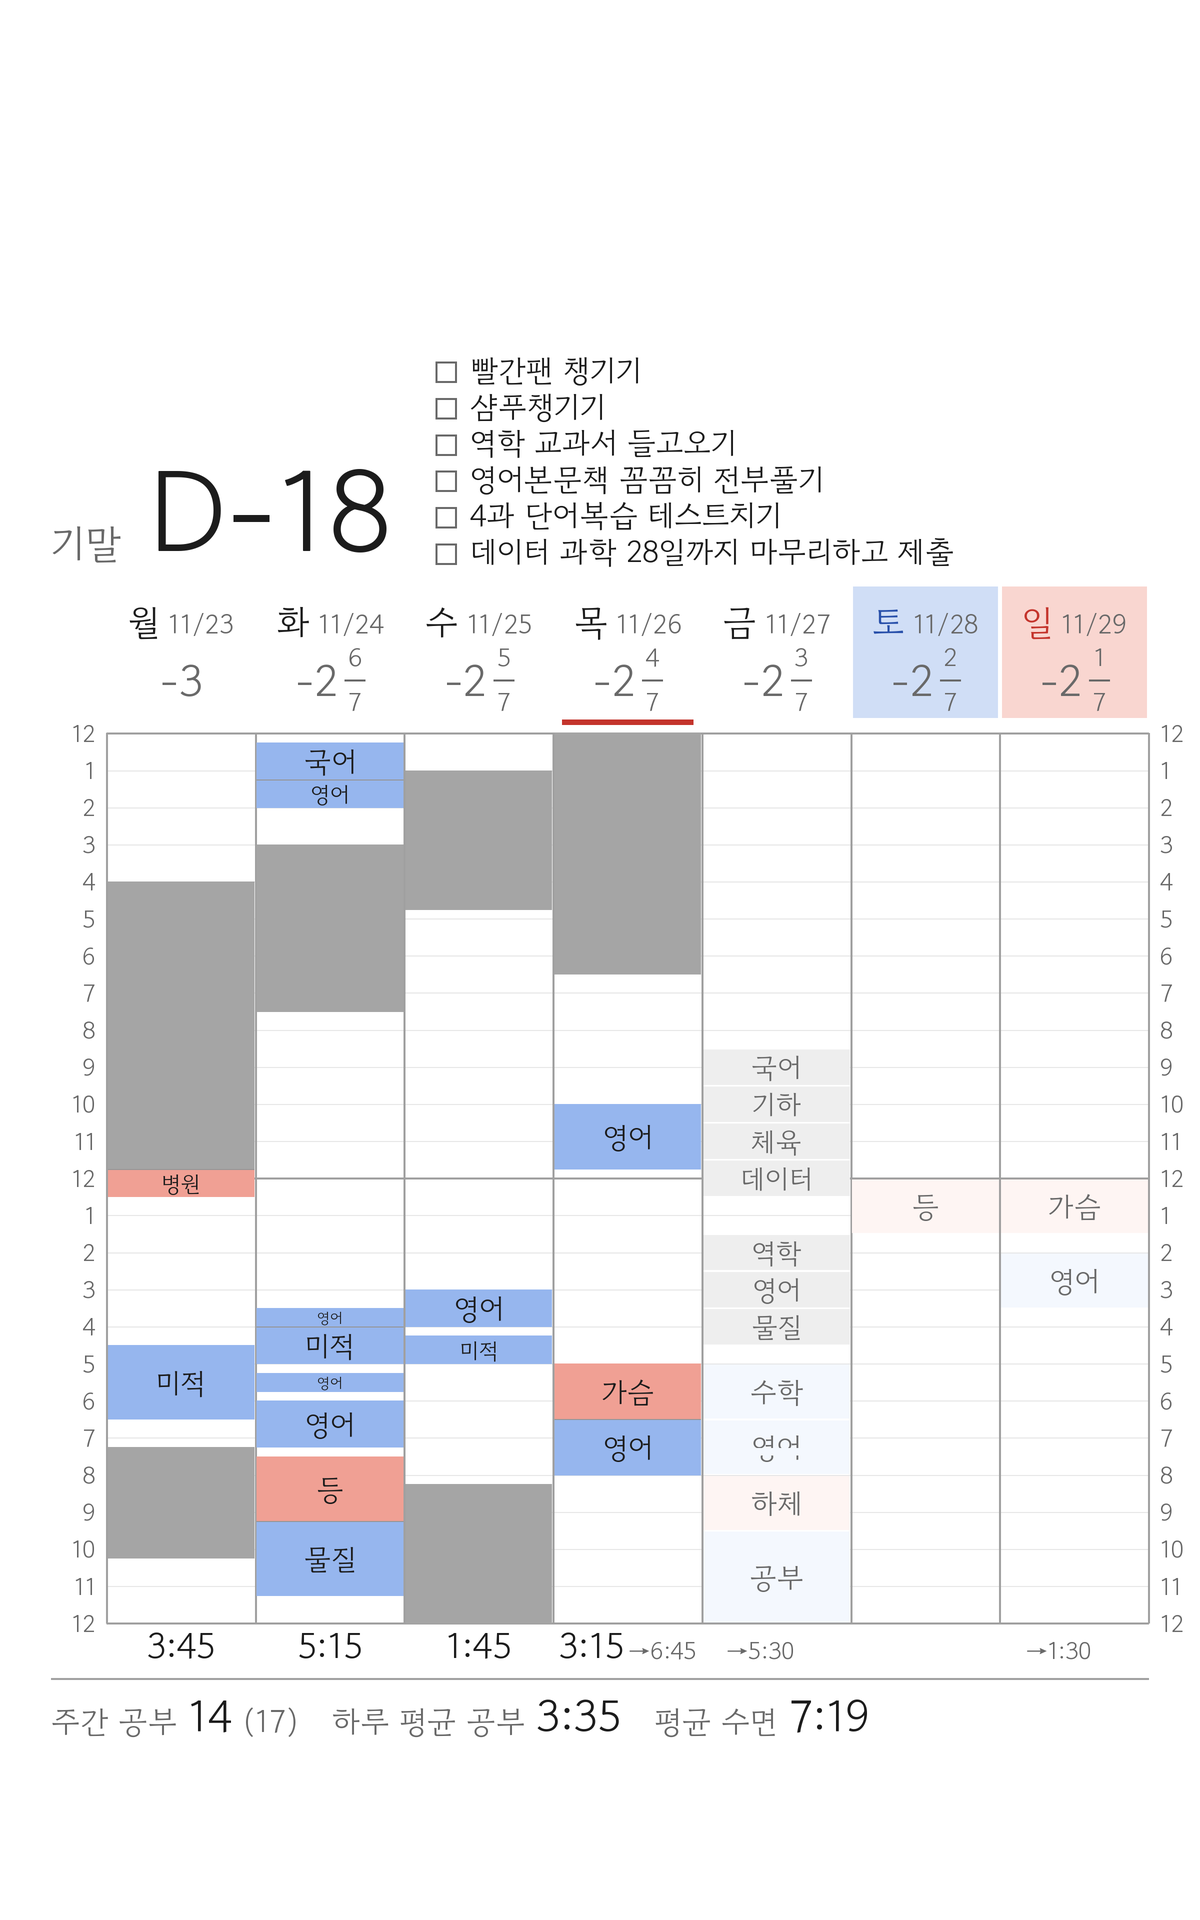 빨간팬 챙기기
샴푸챙기기
역학 교과서 들고오기
영어본문책 꼼꼼히 전부풀기
4과 단어복습 테스트치기
데이터 과학 28일까지 마무리하고 제출
기말 D-18
월 11/23 화 11/24 수 11/25 목 11/26 금 11/27 토 11/28 일 11/29
-3 -2 6/7 -2 5/7 -2 4/7 -2 3/7 -2 2/7 -2 1/7
12 12
국어
1 1
영어
2 2
3 3
4 4
5 5
6 6
7 7
8 8
9 국어 9
10 기하 10
11 영어 체육 11
12 병원 데이터 12
1 등 가슴 1
2 역학 2
3 영어 영어 영어 3
4 영어 물질 4
미적 미적
5 5
미적 영어 가슴 수학
6 6
영어
7 영어 영어 7
8 8
등 하체
9 9
10 물질 10
11 공부 11
12 12
3:45 5:15 1:45 3:15 →6:45 →5:30 →1:30
주간 공부 14 (17) 하루 평균 공부 3:35 평균 수면 7:19